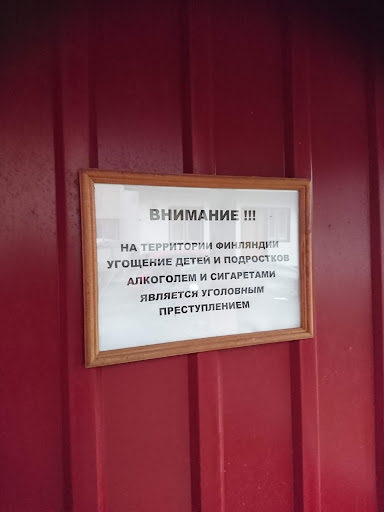 ВНИМАНИЕ !!!
НА ТЕРРИТОРИИ ФИНЛЯНДИИ
УГОЩЕНИЕ ДЕТЕЙ И ПОДРОСТКОВ
АЛКОГОЛЕМ И СИГАРЕТАМИ
ЯВЛЯЕТСЯ УГОЛОВНЫМ
ПРЕСТУПЛЕНИЕМ